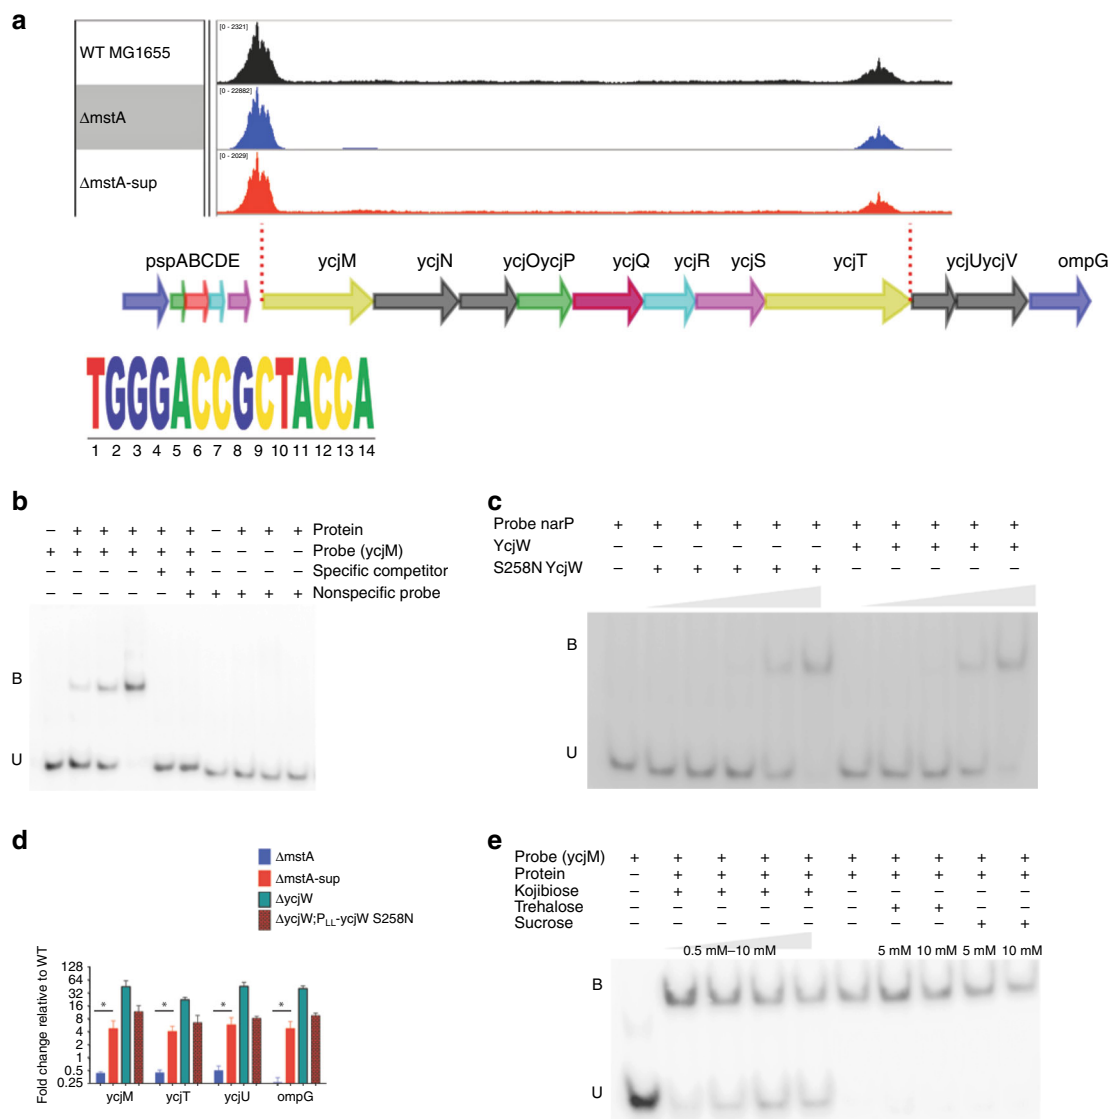 a
WT MG1655
[0 - 2321]
ΔmstA
[0 - 22882]
ΔmstA-sup
[0 - 2029]
pspABCDE ycjM ycjN ycjOycjP ycjQ ycjR ycjS ycjT ycjUycjV ompG
TGGGACCGCTACCA
1 2 3 4 5 6 7 8 9 10 11 12 13 14
b
– + + + + + – + + + Protein
+ + + + + + – – – – Probe (ycjM)
– – – – + + – – – – Specific competitor
– – – – – + + + + + Nonspecific probe
B
U
c
Probe narP + + + + + + + + + + +
YcjW – – – – – – + + + + +
S258N YcjW – + + + + + – – – – –
B
U
d
ΔmstA
ΔmstA-sup
ΔycjW
ΔycjW;PLL-ycjW S258N
Fold change relative to WT
128
64
32
16
8
4
2
1
0.5
0.25
* * * *
ycjM ycjT ycjU ompG
e
Probe (ycjM) + + + + + + + + + +
Protein – + + + + + + + + +
Kojibiose – + + + + – – – – –
Trehalose – – – – – – + + – –
Sucrose – – – – – – – – + +
0.5 mM–10 mM 5 mM 10 mM 5 mM 10 mM
B
U